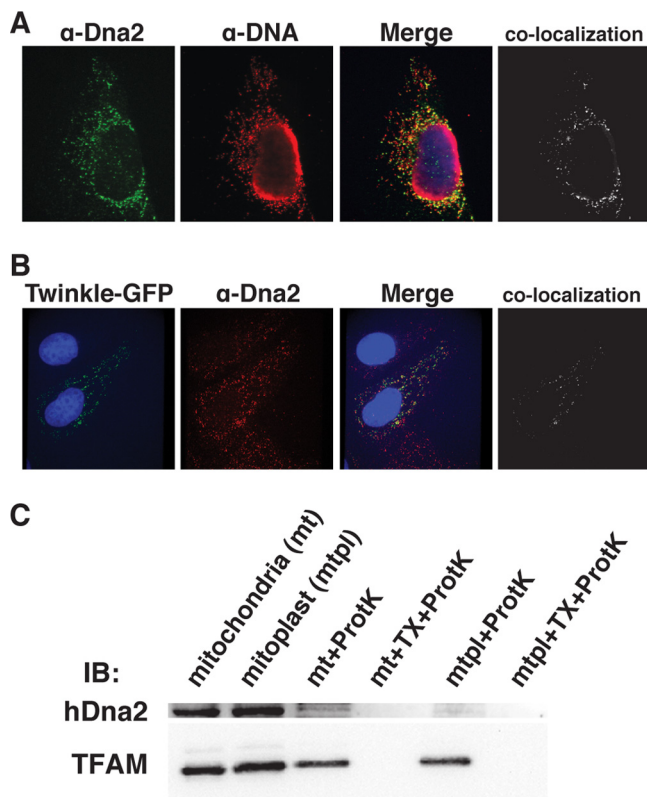 A
α-Dna2 α-DNA Merge co-localization
B
Twinkle-GFP α-Dna2 Merge co-localization
C
mitochondria (mt)
mitoplast (mtpl)
mt+ProtK
mt+TX+ProtK
mtpl+ProtK
mtpl+TX+ProtK
IB:
hDna2
TFAM